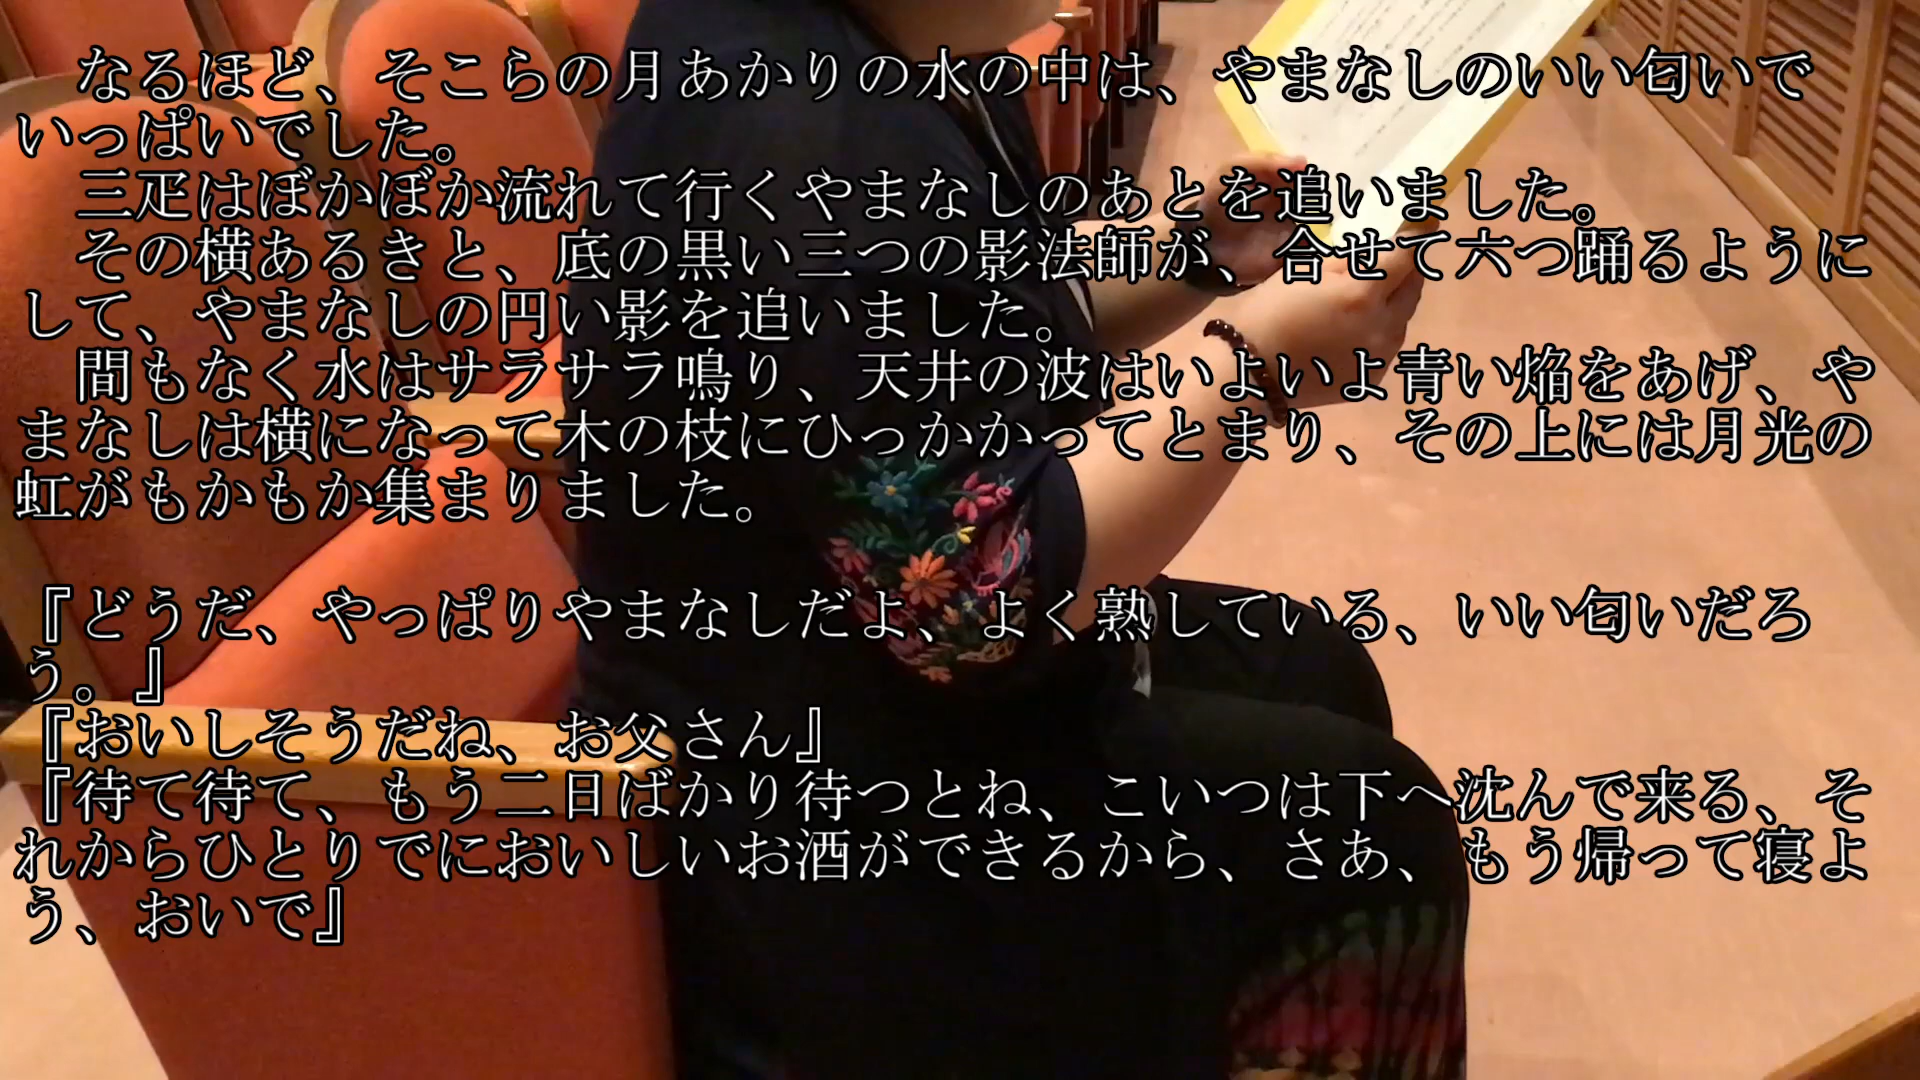 なるほど、そこらの月あかりの水の中は、やまなしのいい匂いで
いっぱいでした。
　三疋はぼかぼか流れて行くやまなしのあとを追いました。
　その横あるきと、底の黒い三つの影法師が、合せて六つ踊るように
して、やまなしの円い影を追いました。
　間もなく水はサラサラ鳴り、天井の波はいよいよ青い焔をあげ、や
まなしは横になって木の枝にひっかかってとまり、その上には月光の
虹がもかもか集まりました。
『どうだ、やっぱりやまなしだよ、よく熟している、いい匂いだろ
う。』
『おいしそうだね、お父さん』
『待て待て、もう二日ばかり待つとね、こいつは下へ沈んで来る、そ
れからひとりでにおいしいお酒ができるから、さあ、もう帰って寝よ
う、おいで』